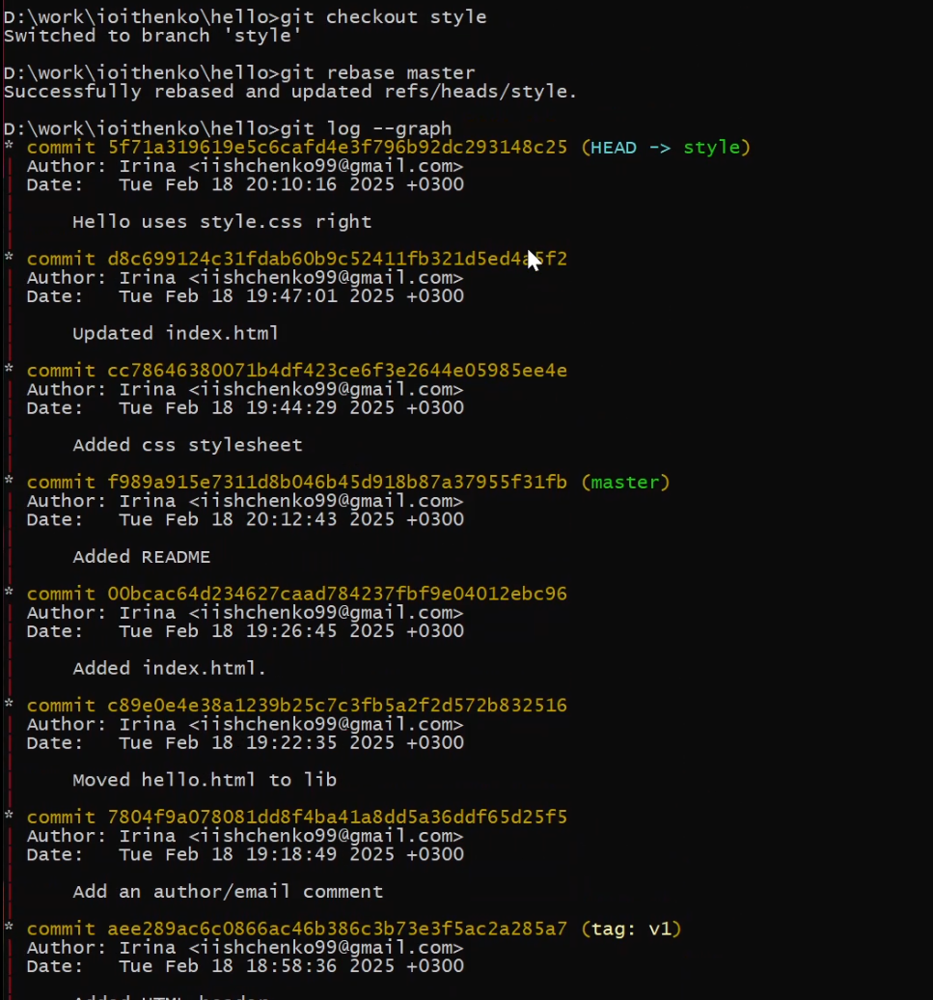 D:\work\ioithenko\hello>git checkout style
Switched to branch 'style'
D:\work\ioithenko\hello>git rebase master
Successfully rebased and updated refs/heads/style.
D:\work\ioithenko\hello>git log --graph
* commit 5f71a319619e5c6cafd4e3f796b92dc293148c25 (HEAD -> style)
| Author: Irina <iishchenko99@gmail.com>
| Date:   Tue Feb 18 20:10:16 2025 +0300
|
|     Hello uses style.css right
|
* commit d8c699124c31fdab60b9c52411fb321d5ed4a5f2
| Author: Irina <iishchenko99@gmail.com>
| Date:   Tue Feb 18 19:47:01 2025 +0300
|
|     Updated index.html
|
* commit cc78646380071b4df423ce6f3e2644e05985ee4e
| Author: Irina <iishchenko99@gmail.com>
| Date:   Tue Feb 18 19:44:29 2025 +0300
|
|     Added css stylesheet
|
* commit f989a915e7311d8b046b45d918b87a37955f31fb (master)
| Author: Irina <iishchenko99@gmail.com>
| Date:   Tue Feb 18 20:12:43 2025 +0300
|
|     Added README
|
* commit 00bcac64d234627caad784237fbf9e04012ebc96
| Author: Irina <iishchenko99@gmail.com>
| Date:   Tue Feb 18 19:26:45 2025 +0300
|
|     Added index.html.
|
* commit c89e0e4e38a1239b25c7c3fb5a2f2d572b832516
| Author: Irina <iishchenko99@gmail.com>
| Date:   Tue Feb 18 19:22:35 2025 +0300
|
|     Moved hello.html to lib
|
* commit 7804f9a078081dd8f4ba41a8dd5a36ddf65d25f5
| Author: Irina <iishchenko99@gmail.com>
| Date:   Tue Feb 18 19:18:49 2025 +0300
|
|     Add an author/email comment
|
* commit aee289ac6c0866ac46b386c3b73e3f5ac2a285a7 (tag: v1)
| Author: Irina <iishchenko99@gmail.com>
| Date:   Tue Feb 18 18:58:36 2025 +0300
|
|     Added HTML header